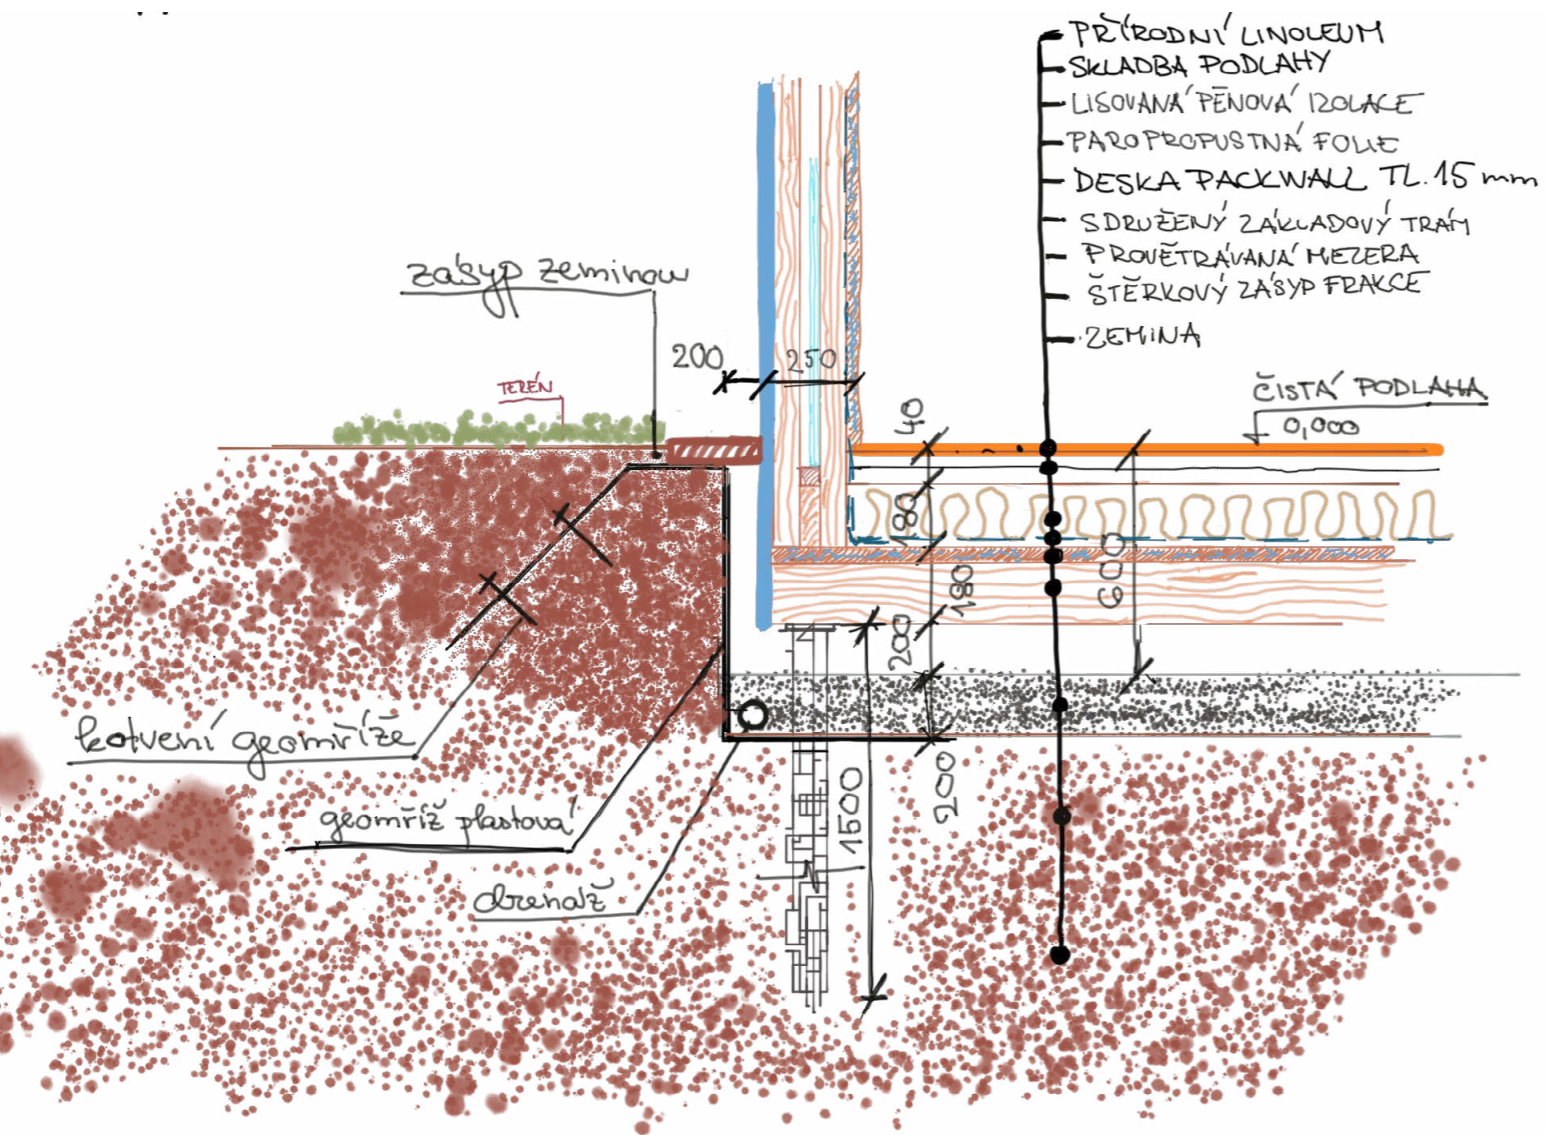 PŘÍRODNÍ LINOLEUM
SKLADBA PODLAHY
LISOVANÁ PĚNOVÁ IZOLACE
PAROPROPUSTNÁ FOLIE
DESKA PACKWALL TL. 15 mm
SDRUŽENÝ ZÁKLADOVÝ TRÁM
PROVĚTRÁVANÁ MEZERA
ŠTĚRKOVÝ ZÁSYP FRAKCE
ZEMINA
zásyp zeminou
200
250
TERÉN
ČISTÁ PODLAHA
0,000
40
180
180
600
200
kotvení geomříže
geomříž plastová
1500
200
drenáž